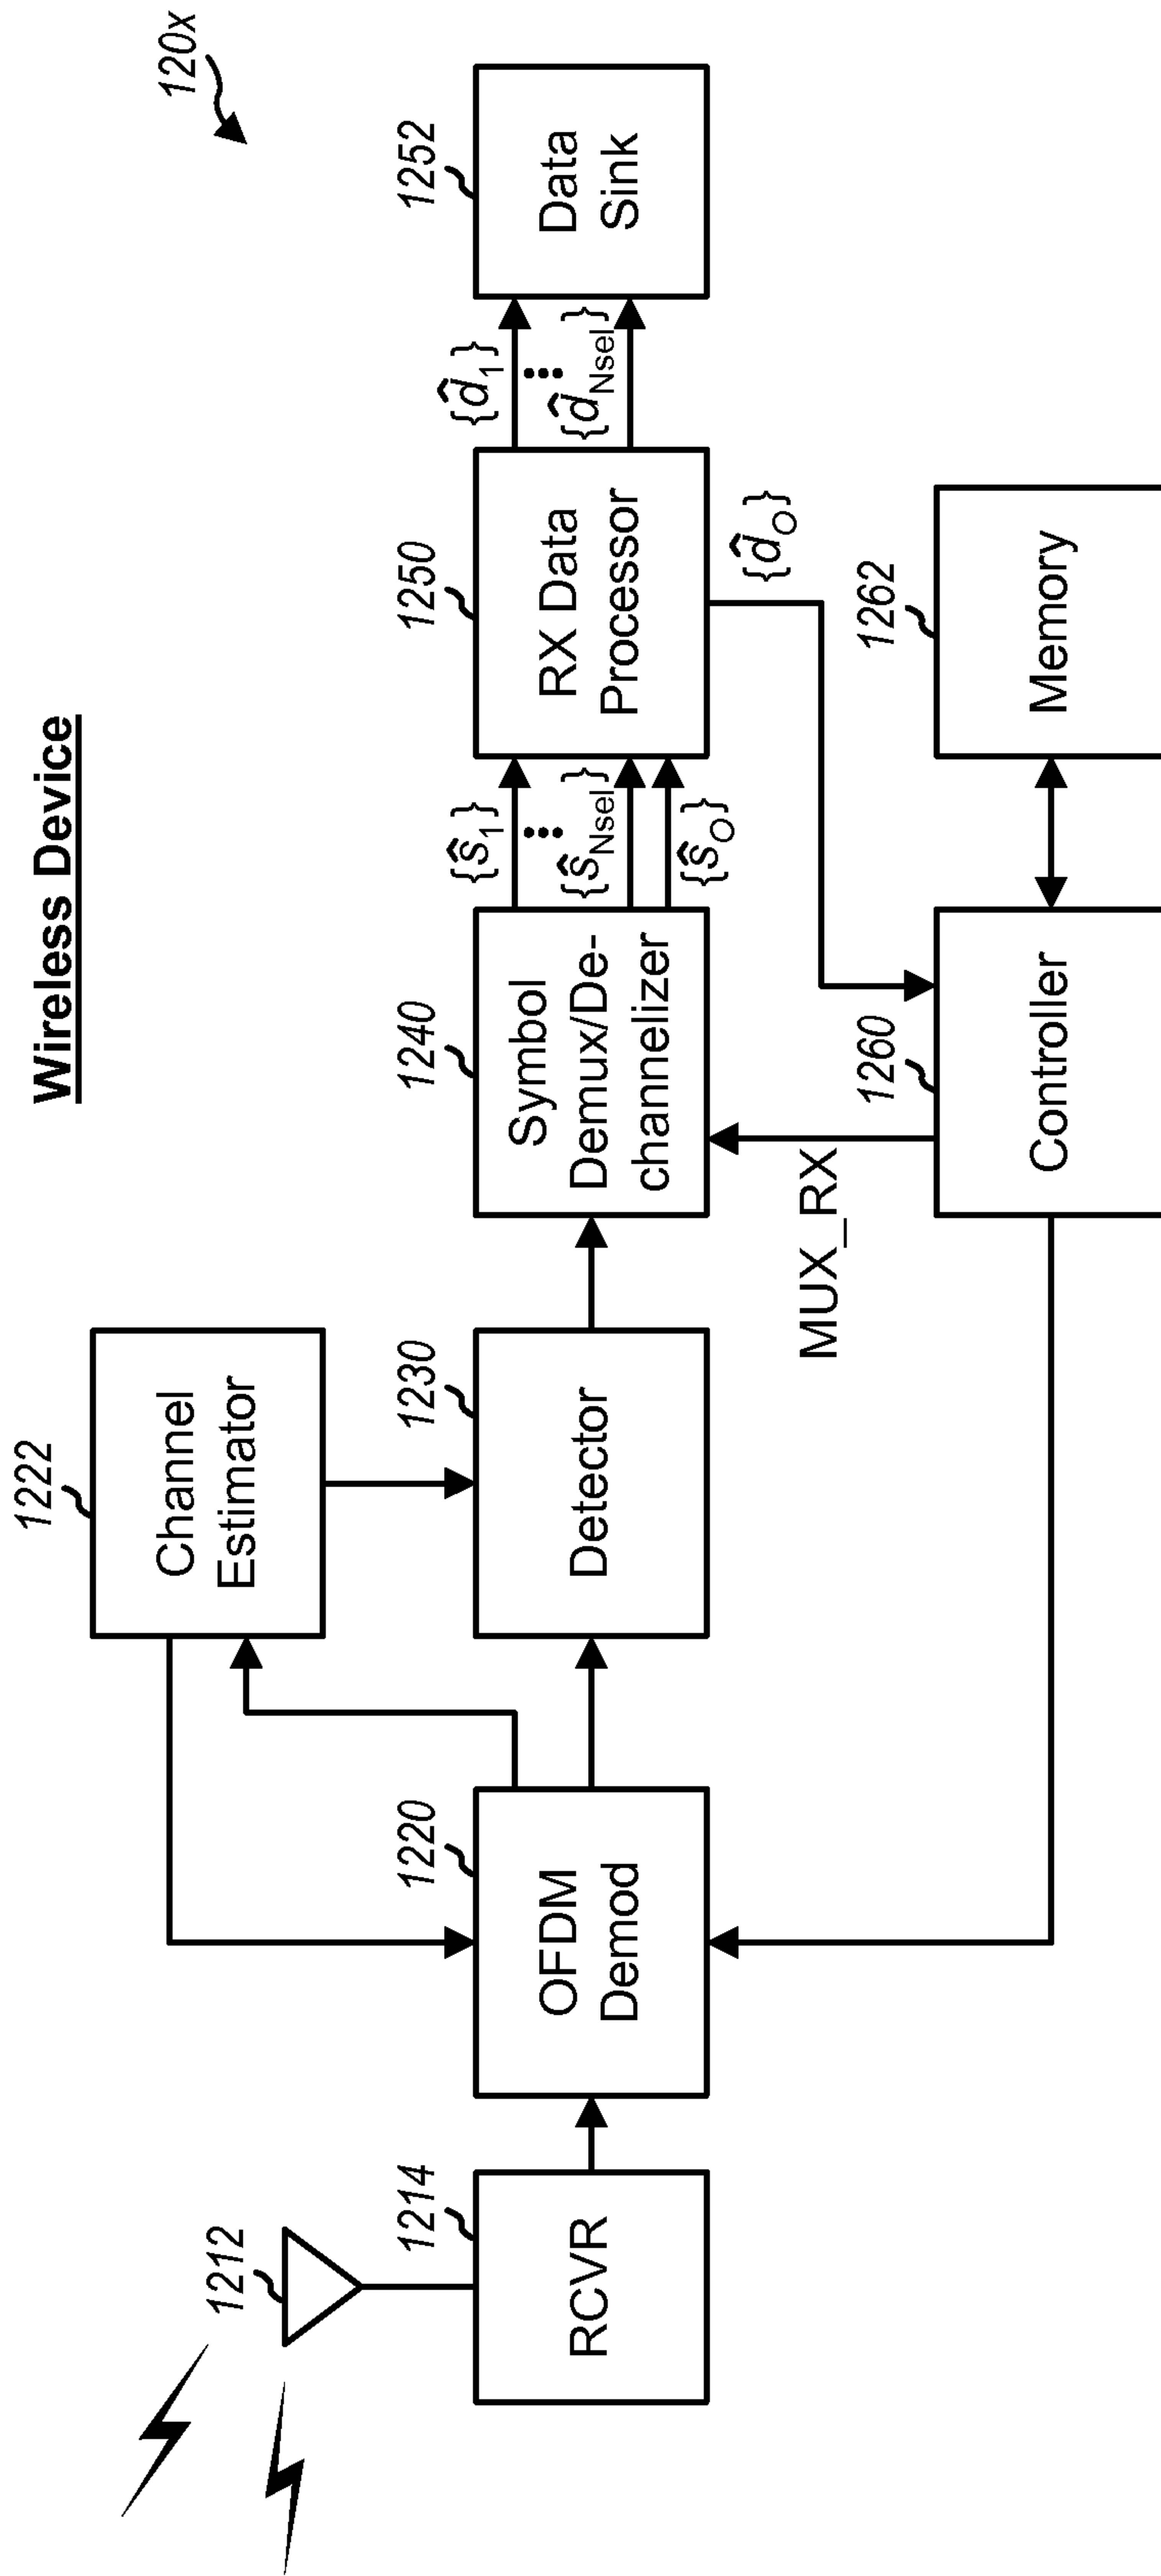 Wireless Device
120x
1222
Channel
Estimator
1212
1214
RCVR
1220
OFDM
Demod
1230
Detector
1240
Symbol
Demux/De-
channelizer
{ŝ₁}
⋮
{ŝNsel}
{ŝO}
1250
RX Data
Processor
{d̂₁}
⋮
{d̂Nsel}
1252
Data
Sink
{d̂O}
MUX_RX
1260
Controller
1262
Memory